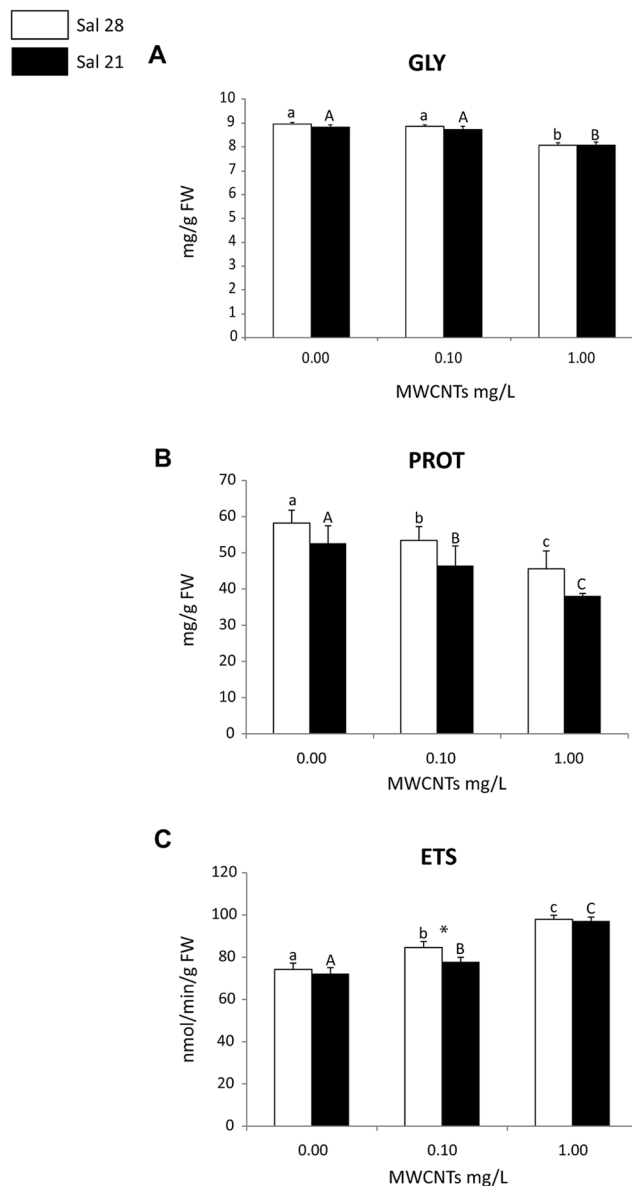 Sal 28
Sal 21
A
GLY
10
9
8
7
6
5
4
3
2
1
0
mg/g FW
a
A
a
A
b
B
0.00
0.10
1.00
MWCNTs mg/L
B
PROT
70
60
50
40
30
20
10
0
mg/g FW
a
A
b
B
c
C
0.00
0.10
1.00
MWCNTs mg/L
C
ETS
120
100
80
60
40
20
0
nmol/min/g FW
a
A
b
*
B
c
C
0.00
0.10
1.00
MWCNTs mg/L